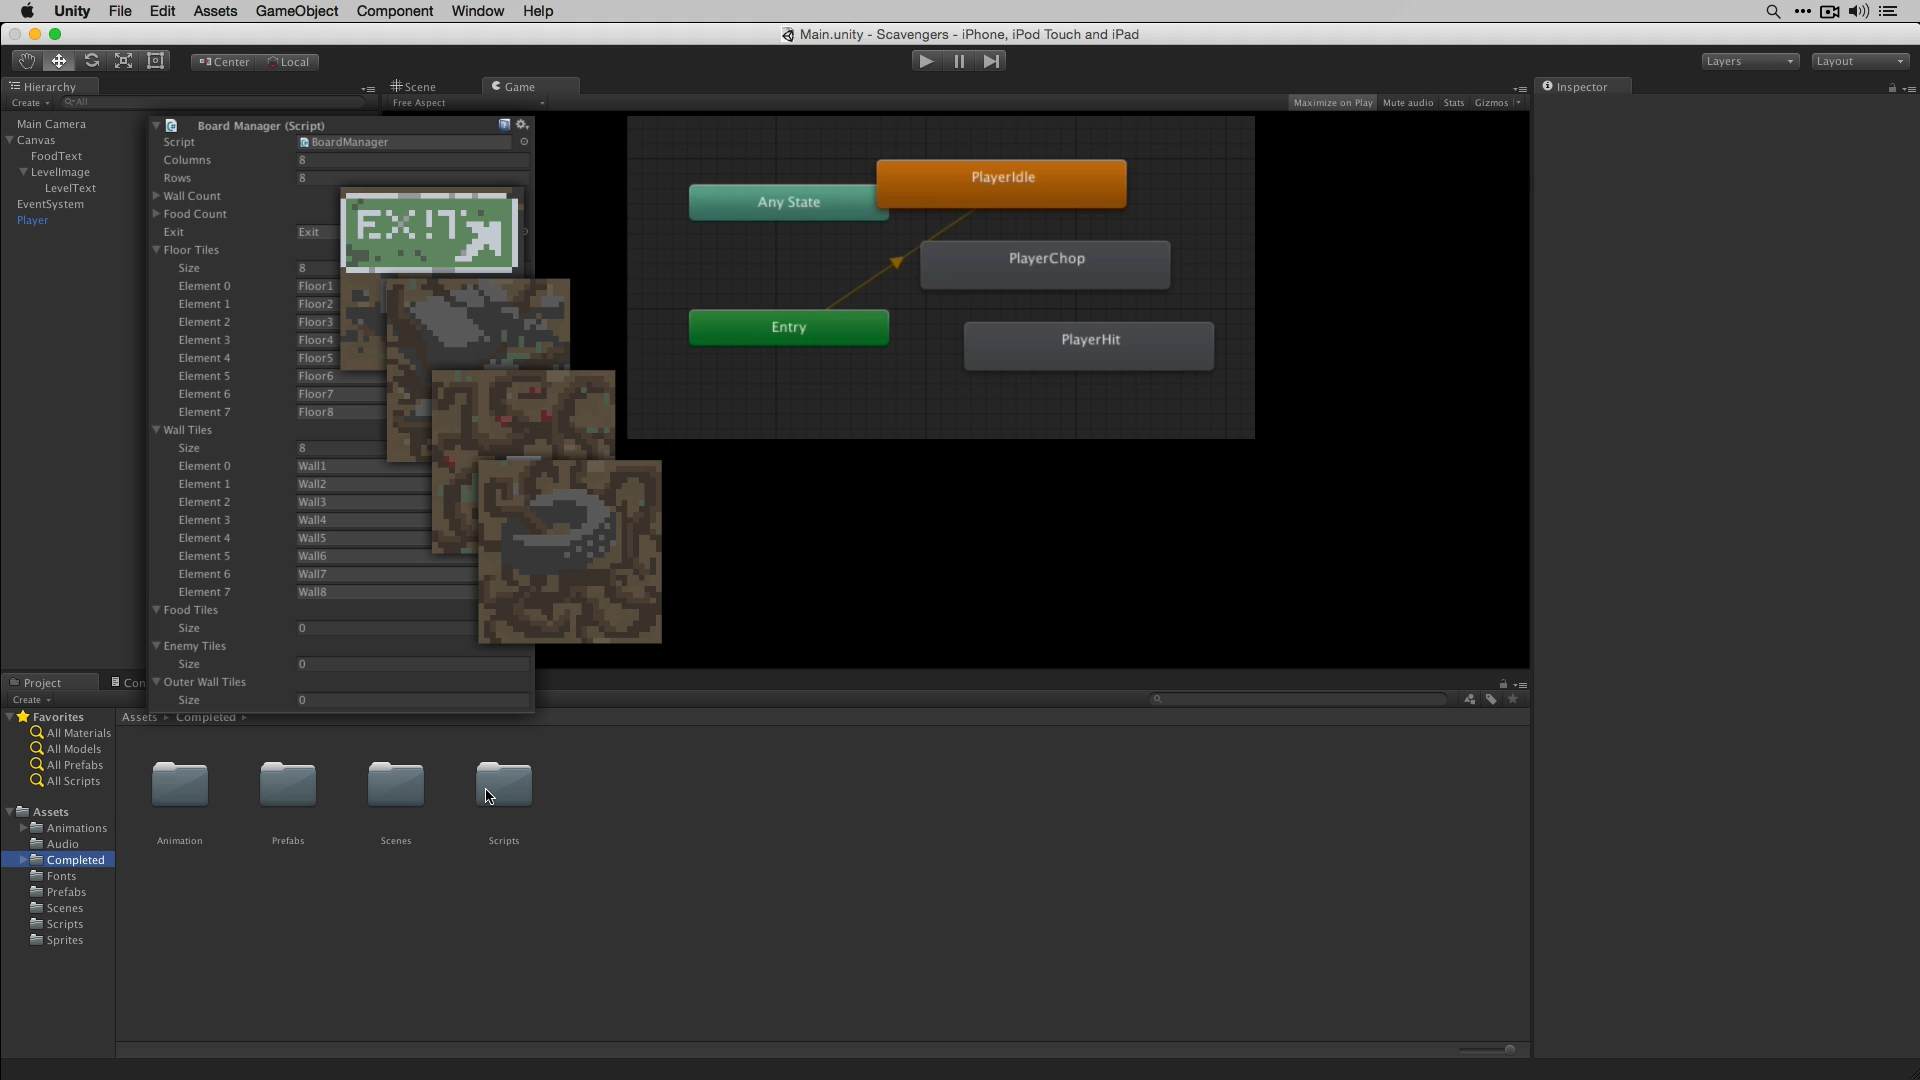 Unity File Edit Assets GameObject Component Window Help
Main.unity - Scavengers - iPhone, iPod Touch and iPad
Center Local
Layers Layout
Hierarchy
Scene Game
Inspector
Create All
Free Aspect
Maximize on Play Mute audio Stats Gizmos
Main Camera
Canvas
FoodText
LevelImage
LevelText
EventSystem
Player
Board Manager (Script)
Script BoardManager
Columns 8
Rows 8
Wall Count
Food Count
Exit Exit
Floor Tiles
Size 8
Element 0 Floor1
Element 1 Floor2
Element 2 Floor3
Element 3 Floor4
Element 4 Floor5
Element 5 Floor6
Element 6 Floor7
Element 7 Floor8
Wall Tiles
Size 8
Element 0 Wall1
Element 1 Wall2
Element 2 Wall3
Element 3 Wall4
Element 4 Wall5
Element 5 Wall6
Element 6 Wall7
Element 7 Wall8
Food Tiles
Size 0
Enemy Tiles
Size 0
Outer Wall Tiles
Size 0
EXIT
Any State
PlayerIdle
PlayerChop
Entry
PlayerHit
Project Con
Create
Favorites
All Materials
All Models
All Prefabs
All Scripts
Assets
Animations
Audio
Completed
Fonts
Prefabs
Scenes
Scripts
Sprites
Assets Completed
Animation Prefabs Scenes Scripts